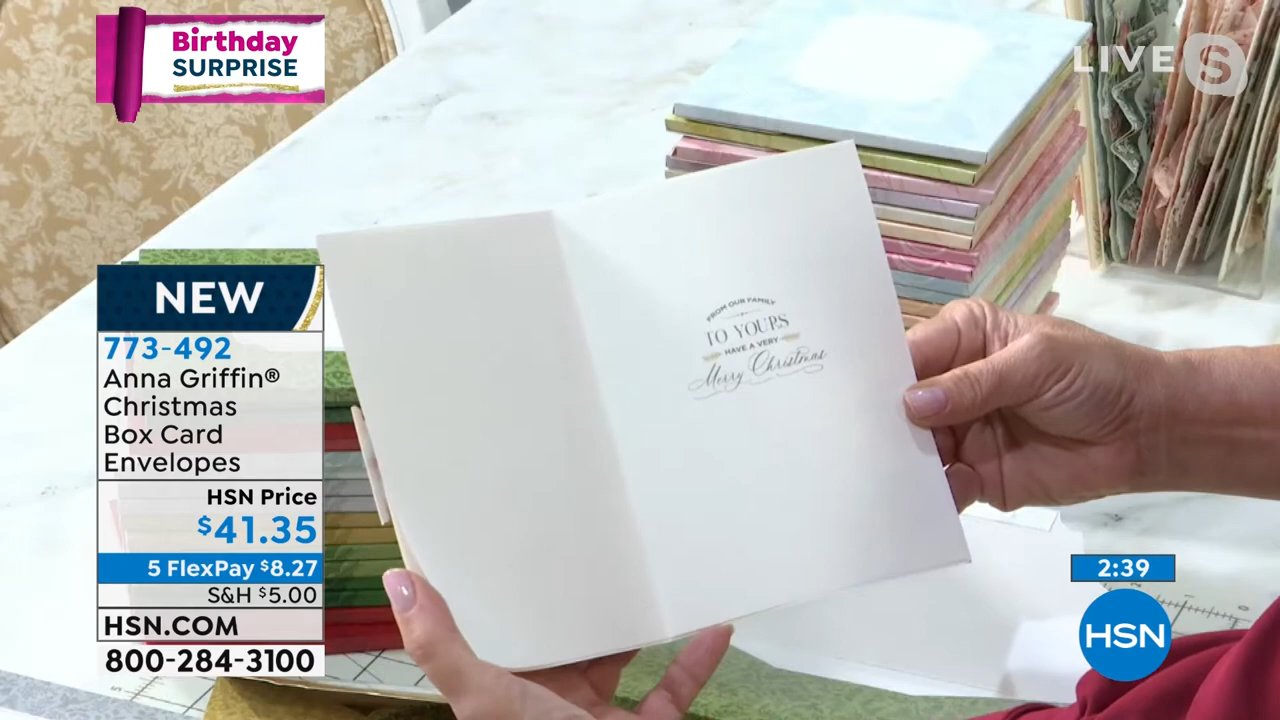 Birthday
SURPRISE
LIVE S
NEW
773-492
Anna Griffin®
Christmas
Box Card
Envelopes
HSN Price
$41.35
5 FlexPay $8.27
S&H $5.00
HSN.COM
800-284-3100
FROM OUR FAMILY
TO YOURS
HAVE A VERY
Merry Christmas
2:39
HSN